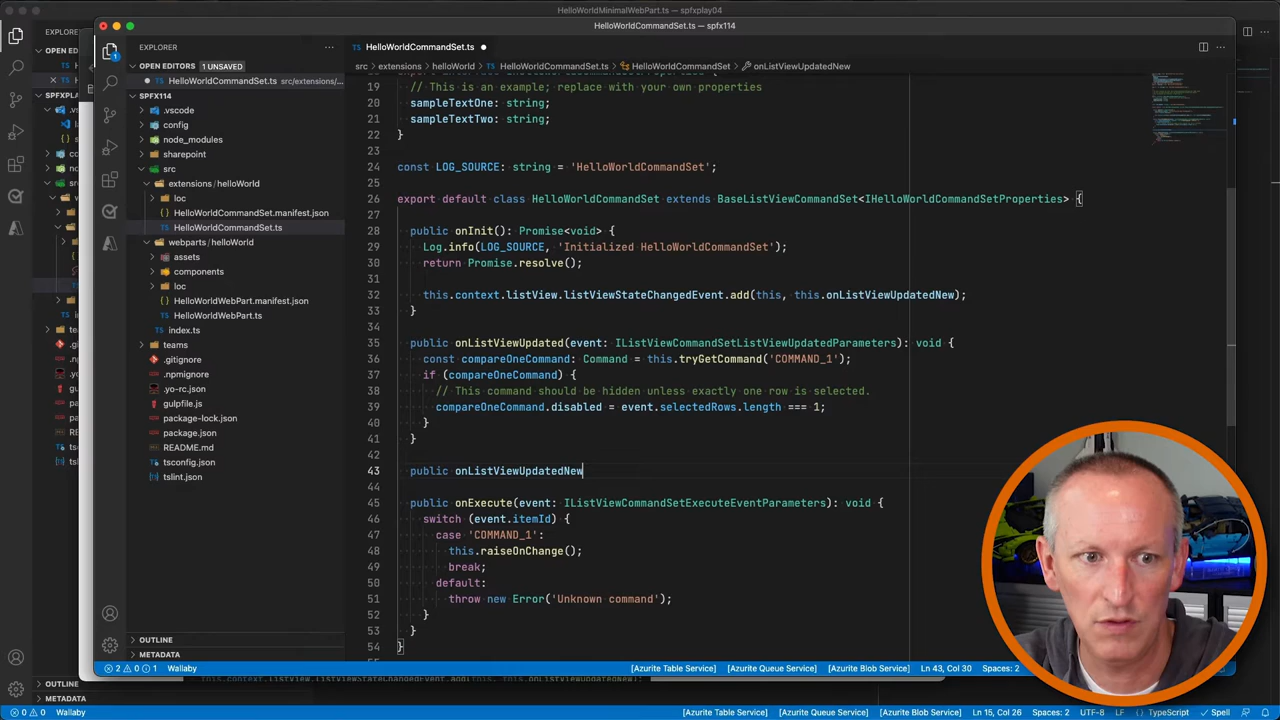 HelloWorldMinimalWebPart.ts — spfxplay04
HelloWorldCommandSet.ts — spfx114
EXPLORER
HelloWorldCommandSet.ts
OPEN EDITORS 1 UNSAVED
HelloWorldCommandSet.ts src/extensions/...
SPFX114
.vscode
config
node_modules
sharepoint
src
extensions / helloWorld
loc
HelloWorldCommandSet.manifest.json
HelloWorldCommandSet.ts
webparts / helloWorld
assets
components
loc
HelloWorldWebPart.manifest.json
HelloWorldWebPart.ts
index.ts
teams
.gitignore
.npmignore
.yo-rc.json
gulpfile.js
package-lock.json
package.json
README.md
tsconfig.json
tslint.json
OUTLINE
METADATA
src > extensions > helloWorld > HelloWorldCommandSet.ts > HelloWorldCommandSet > onListViewUpdatedNew
19 // This is an example; replace with your own properties
20 sampleTextOne: string;
21 sampleTextTwo: string;
22 }
23
24 const LOG_SOURCE: string = 'HelloWorldCommandSet';
25
26 export default class HelloWorldCommandSet extends BaseListViewCommandSet<IHelloWorldCommandSetProperties> {
27
28 public onInit(): Promise<void> {
29 Log.info(LOG_SOURCE, 'Initialized HelloWorldCommandSet');
30 return Promise.resolve();
31
32 this.context.listView.listViewStateChangedEvent.add(this, this.onListViewUpdatedNew);
33 }
34
35 public onListViewUpdated(event: IListViewCommandSetListViewUpdatedParameters): void {
36 const compareOneCommand: Command = this.tryGetCommand('COMMAND_1');
37 if (compareOneCommand) {
38 // This command should be hidden unless exactly one row is selected.
39 compareOneCommand.disabled = event.selectedRows.length === 1;
40 }
41 }
42
43 public onListViewUpdatedNew
44
45 public onExecute(event: IListViewCommandSetExecuteEventParameters): void {
46 switch (event.itemId) {
47 case 'COMMAND_1':
48 this.raiseOnChange();
49 break;
50 default:
51 throw new Error('Unknown command');
52 }
53 }
54 }
2 0 1 Wallaby [Azurite Table Service] [Azurite Queue Service] [Azurite Blob Service] Ln 43, Col 30 Spaces: 2
this.context.listView.listViewStateChangedEvent.add(this, this.onListViewUpdatedNew);
OUTLINE
METADATA
0 0 Wallaby [Azurite Table Service] [Azurite Queue Service] [Azurite Blob Service] Ln 15, Col 26 Spaces: 2 UTF-8 LF TypeScript Spell